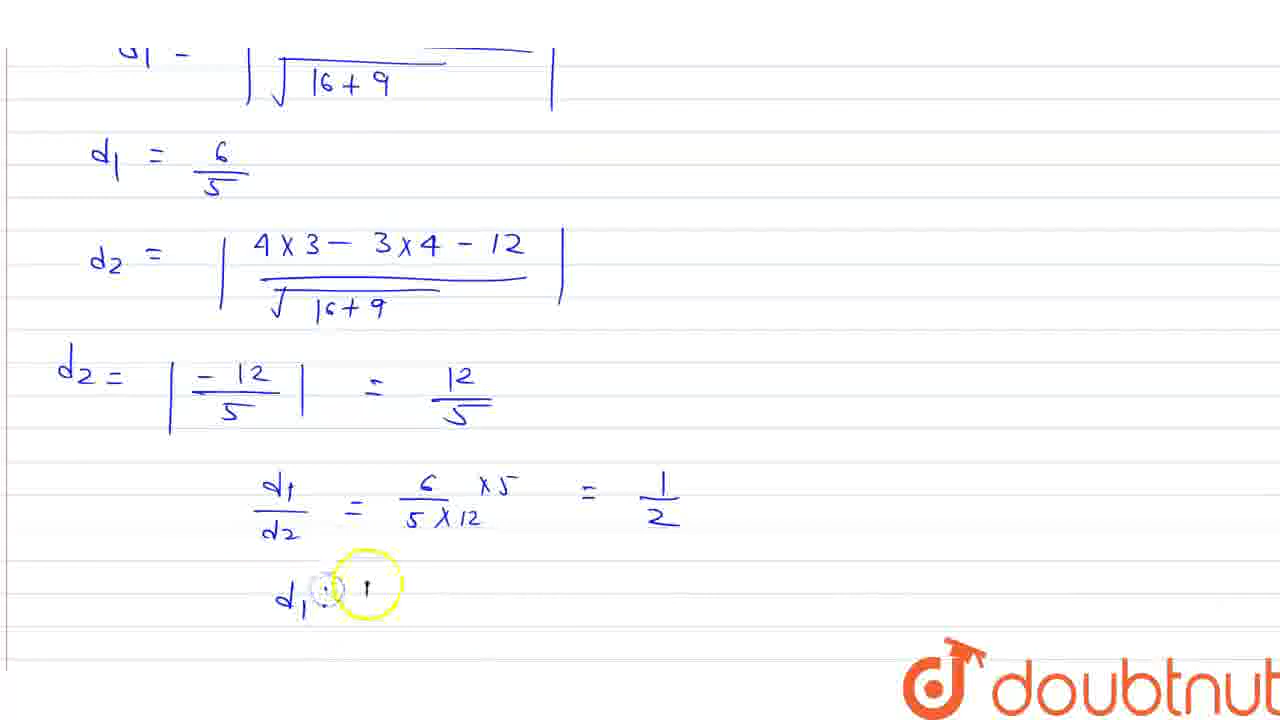 √16+9
d1 = 6/5
d2 = | 4×3 - 3×4 - 12 / √16+9 |
d2 = | -12/5 | = 12/5
d1/d2 = 6×5 / 5×12 = 1/2
d1 :
doubtnut